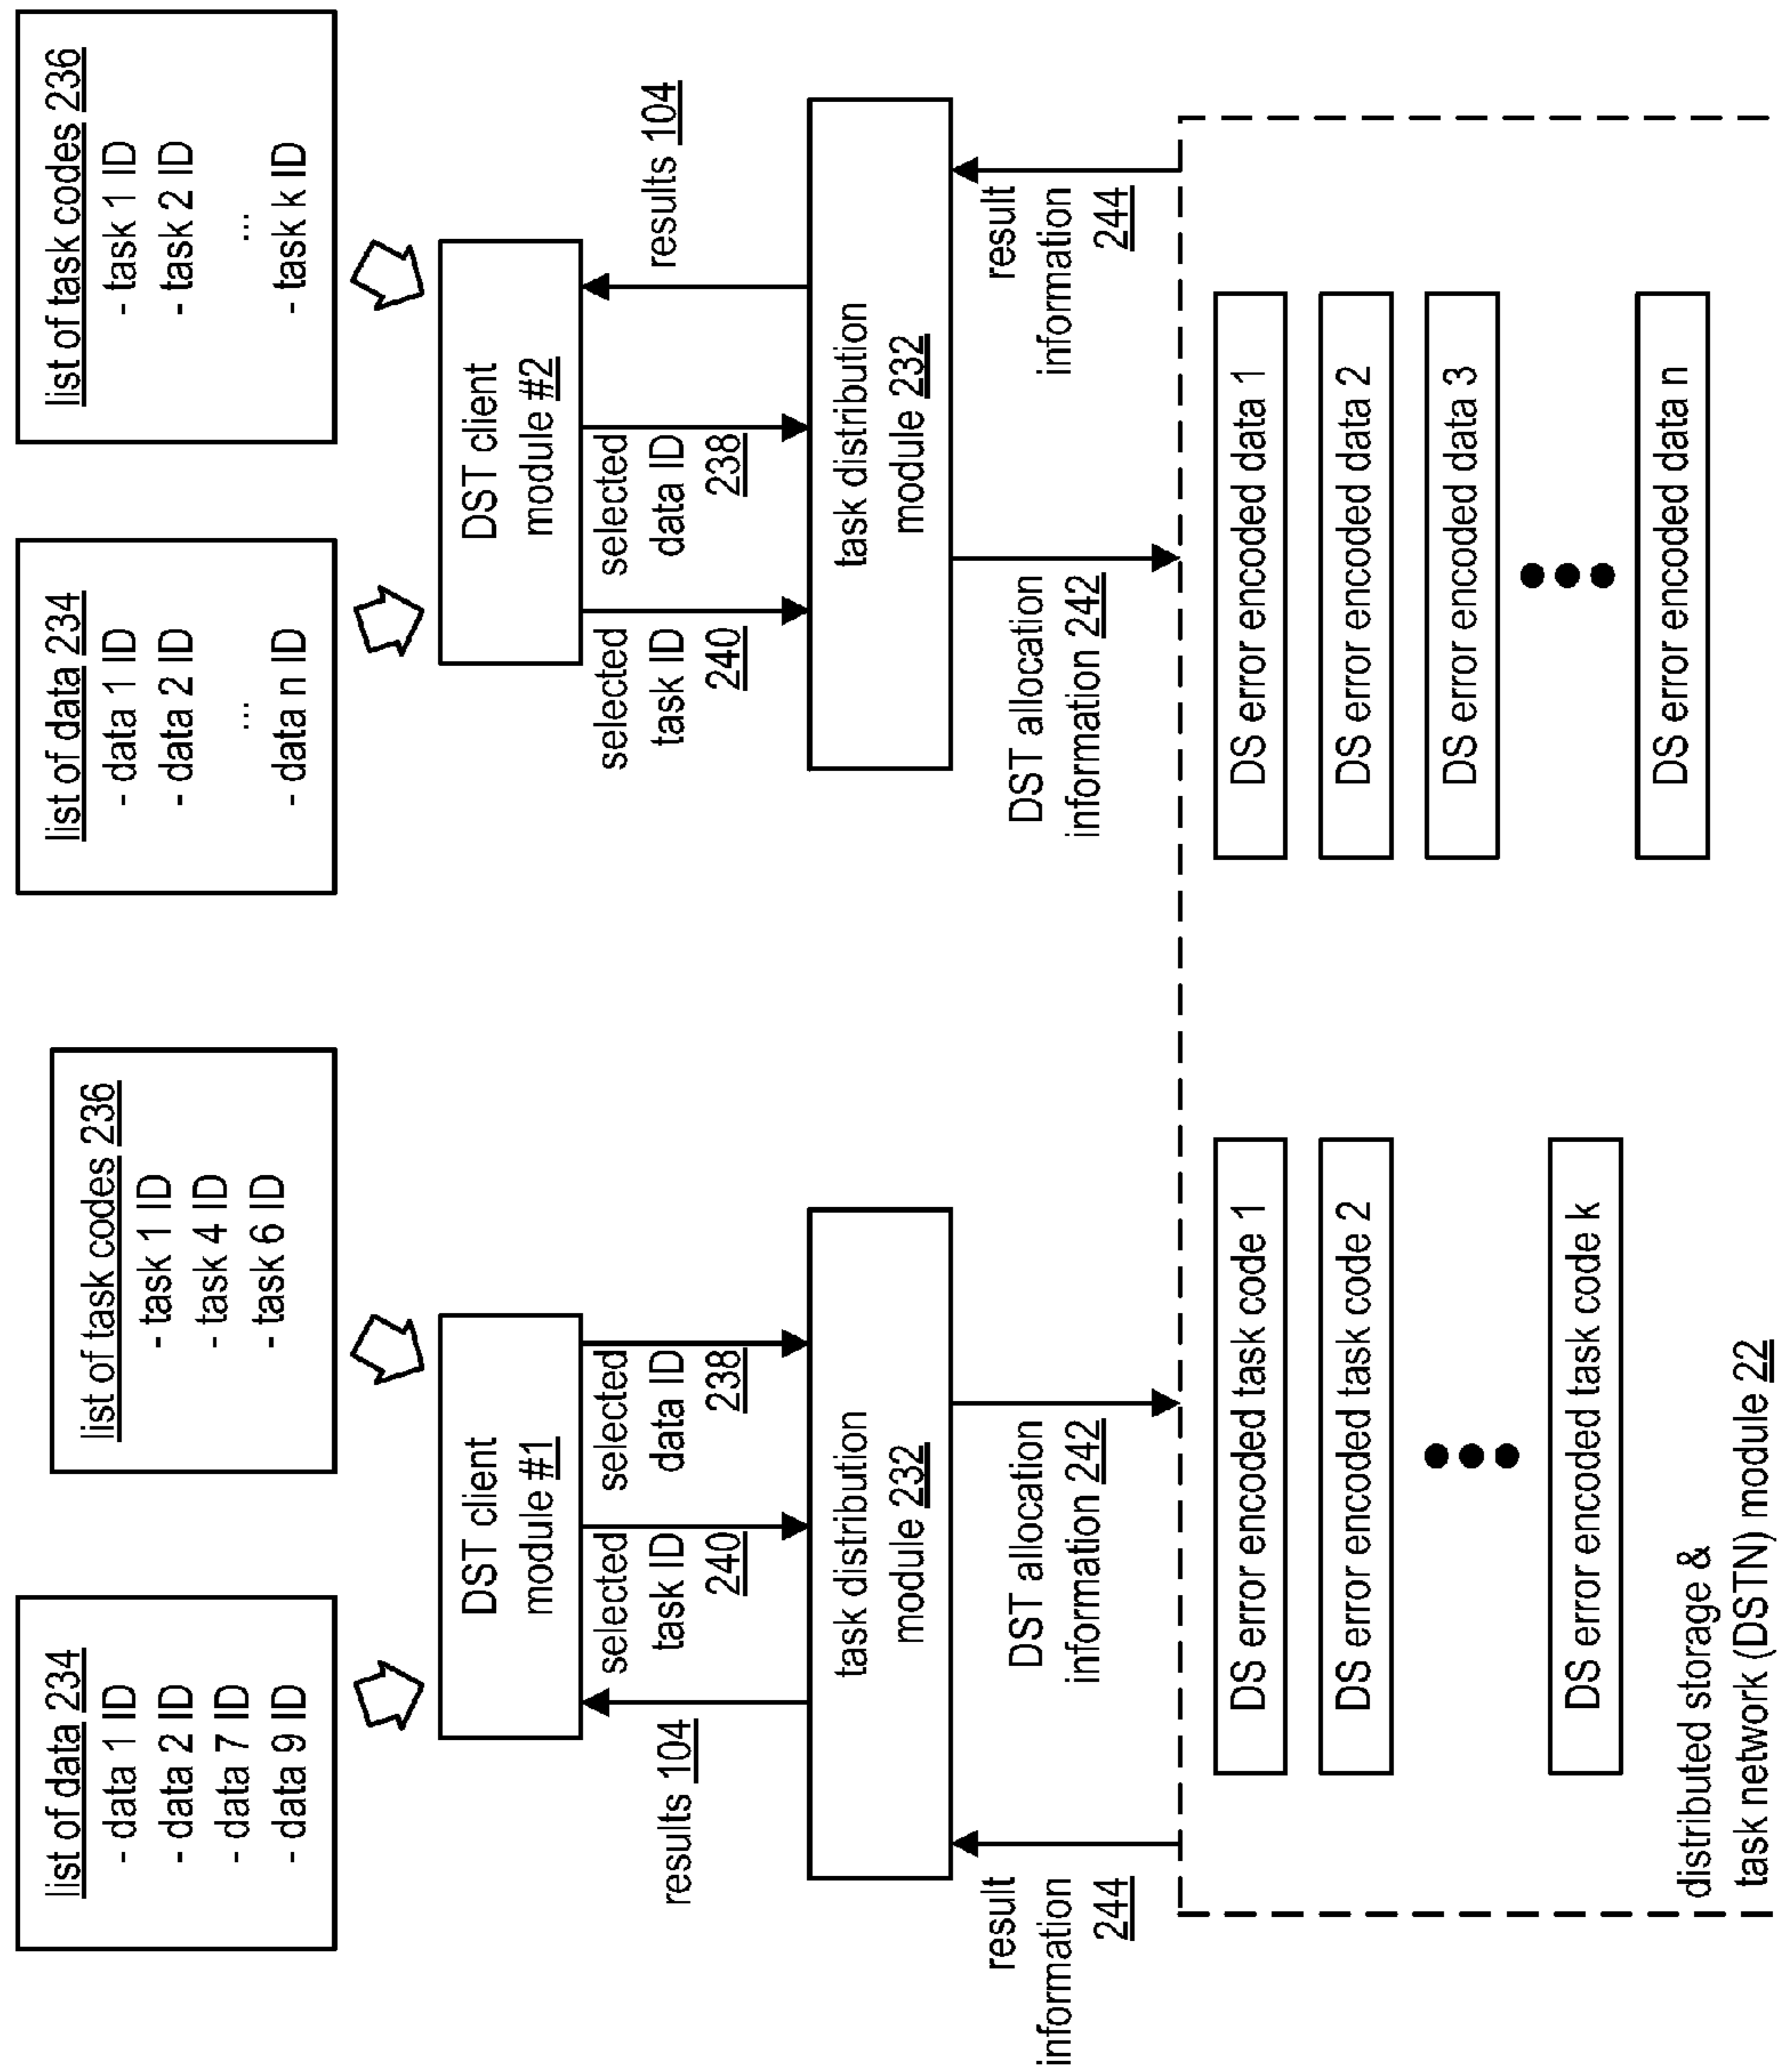 list of data 234
- data 1 ID
- data 2 ID
- data 7 ID
- data 9 ID
list of task codes 236
- task 1 ID
- task 4 ID
- task 6 ID
list of data 234
- data 1 ID
- data 2 ID
...
- data n ID
list of task codes 236
- task 1 ID
- task 2 ID
...
- task k ID
DST client
module #1
DST client
module #2
results 104
selected
task ID
240
selected
data ID
238
selected
task ID
240
selected
data ID
238
results 104
task distribution
module 232
task distribution
module 232
result
information
244
DST allocation
information 242
DST allocation
information 242
result
information
244
DS error encoded task code 1
DS error encoded task code 2
DS error encoded task code k
DS error encoded data 1
DS error encoded data 2
DS error encoded data 3
DS error encoded data n
distributed storage &
task network (DSTN) module 22